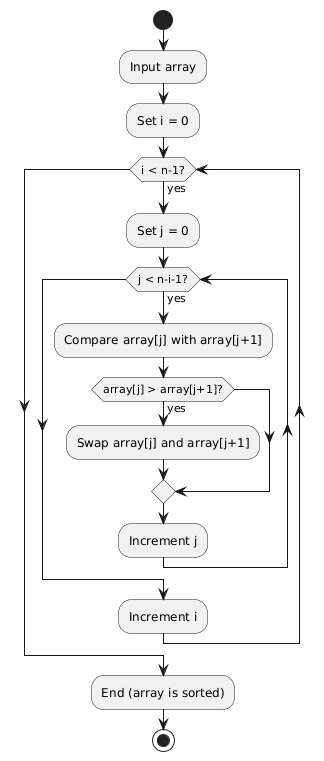 Input array
Set i = 0
i < n-1?
yes
Set j = 0
j < n-i-1?
yes
Compare array[j] with array[j+1]
array[j] > array[j+1]?
yes
Swap array[j] and array[j+1]
Increment j
Increment i
End (array is sorted)